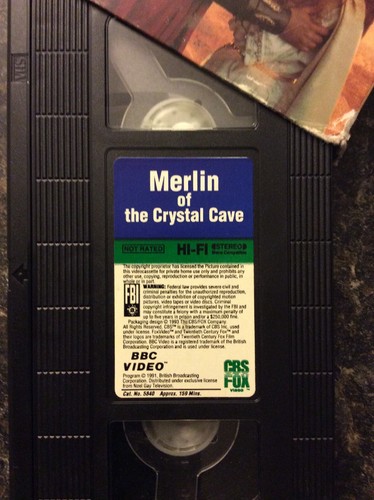 VHS
Merlin
of
the Crystal Cave
NOT RATED HI-FI STEREO
Mono Compatible
The copyright proprietor has licensed the Picture contained in
this videocassette for private home use only and prohibits any
other use, copying, reproduction or performance in public, in
whole or in part.
FBI
WARNING: Federal law provides severe civil and
criminal penalties for the unauthorized reproduction,
distribution or exhibition of copyrighted motion
pictures, video tapes or video discs. Criminal
copyright infringement is investigated by the FBI and
may constitute a felony with a maximum penalty of
up to five years in prison and/or a $250,000 fine.
Packaging design © 1993 The CBS/FOX Company.
All Rights Reserved. CBS™ is a trademark of CBS Inc. used
under license. Fox Video™ and Twentieth Century Fox™ and
their logos are trademarks of Twentieth Century Fox Film
Corporation. BBC Video is a registered trademark of the British
Broadcasting Corporation and is used under license.
BBC
VIDEO™
CBS
FOX
VIDEO
Program © 1991, British Broadcasting
Corporation. Distributed under exclusive license
from Noel Gay Television.
Cat. No. 5840 Approx. 159 Mins.